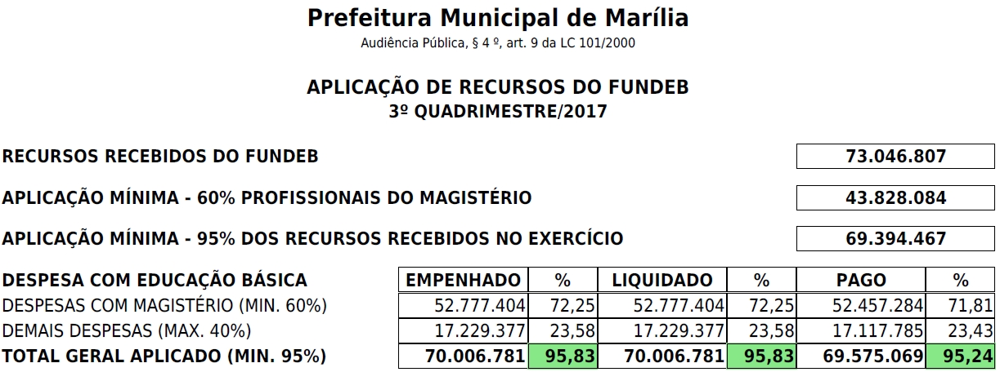 Prefeitura Municipal de Marília
Audiência Pública, § 4 º, art. 9 da LC 101/2000
APLICAÇÃO DE RECURSOS DO FUNDEB
3º QUADRIMESTRE/2017
RECURSOS RECEBIDOS DO FUNDEB 73.046.807
APLICAÇÃO MÍNIMA - 60% PROFISSIONAIS DO MAGISTÉRIO 43.828.084
APLICAÇÃO MÍNIMA - 95% DOS RECURSOS RECEBIDOS NO EXERCÍCIO 69.394.467
DESPESA COM EDUCAÇÃO BÁSICA EMPENHADO % LIQUIDADO % PAGO %
DESPESAS COM MAGISTÉRIO (MIN. 60%) 52.777.404 72,25 52.777.404 72,25 52.457.284 71,81
DEMAIS DESPESAS (MAX. 40%) 17.229.377 23,58 17.229.377 23,58 17.117.785 23,43
TOTAL GERAL APLICADO (MIN. 95%) 70.006.781 95,83 70.006.781 95,83 69.575.069 95,24